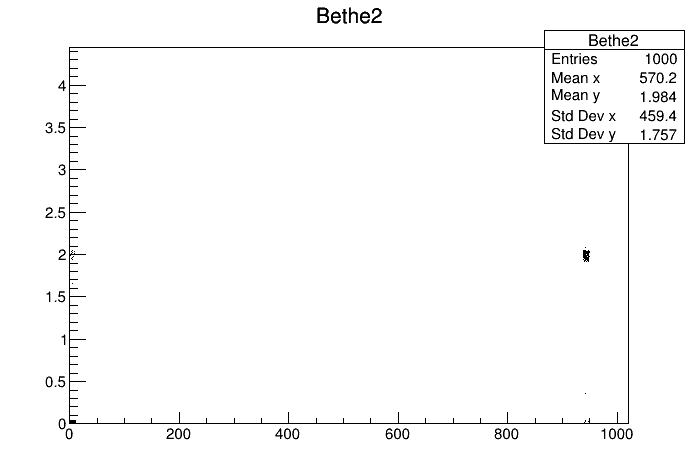 Bethe2
Bethe2
Entries 1000
Mean x 570.2
Mean y 1.984
Std Dev x 459.4
Std Dev y 1.757
4
3.5
3
2.5
2
1.5
1
0.5
0
0 200 400 600 800 1000